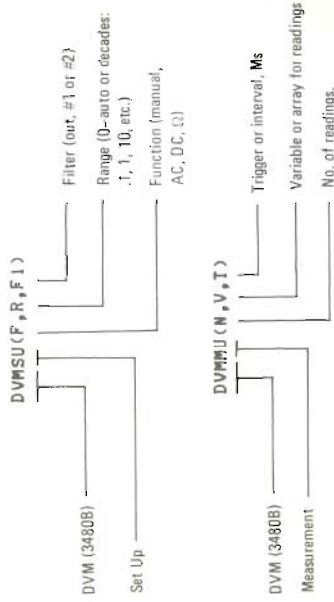 DVMSU(F,R,F1)
DVM (3480B)
Set Up
Filter (out, #1 or #2)
Range (0-auto or decades:
.1, 1, 10, etc.)
Function (manual,
AC, DC, Ω)
DVMMU(N,V,T)
DVM (3480B)
Measurement
Trigger or interval, Ms
Variable or array for readings
No. of readings.